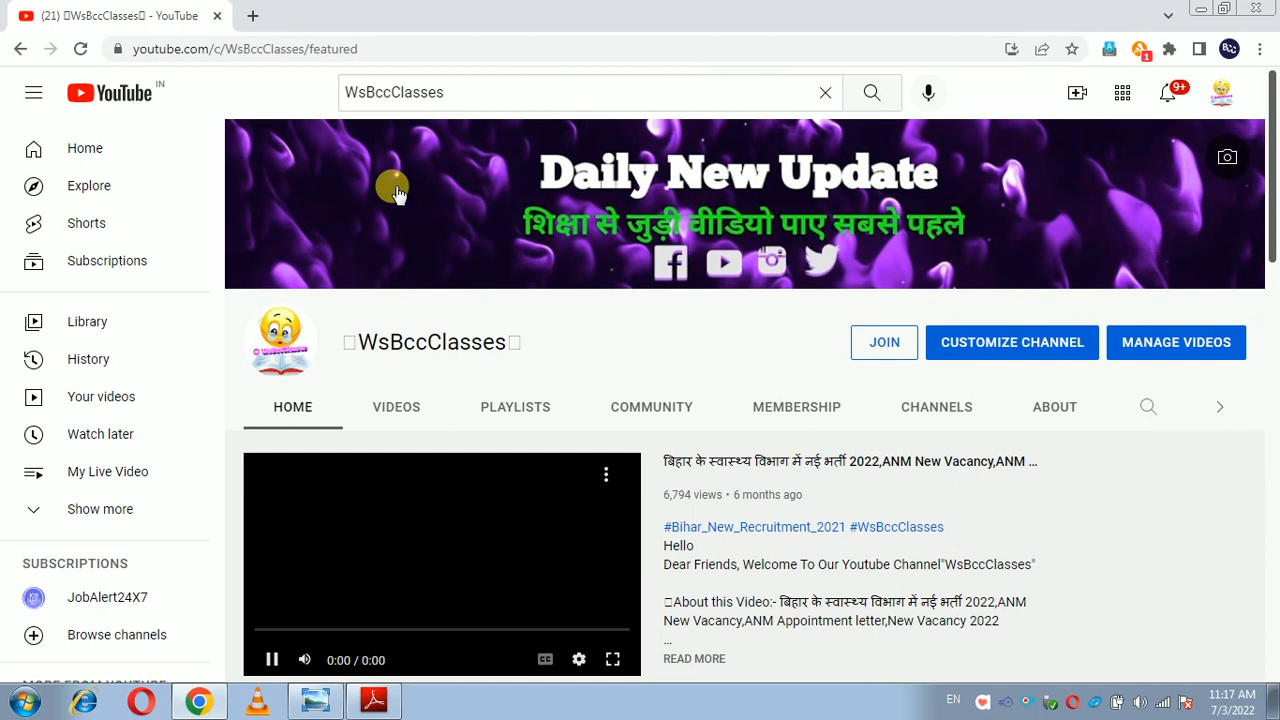 (21) WsBccClasses - YouTube
youtube.com/c/WsBccClasses/featured
1
BCC
YouTube IN
WsBccClasses
9+
Home
Explore
Shorts
Subscriptions
Library
History
Your videos
Watch later
My Live Video
Show more
SUBSCRIPTIONS
JobAlert24X7
Browse channels
Daily New Update
शिक्षा से जुड़ी वीडियो पाए सबसे पहले
WsBccClasses
JOIN
CUSTOMIZE CHANNEL
MANAGE VIDEOS
HOME
VIDEOS
PLAYLISTS
COMMUNITY
MEMBERSHIP
CHANNELS
ABOUT
0:00 / 0:00
CC
बिहार के स्वास्थ्य विभाग में नई भर्ती 2022,ANM New Vacancy,ANM ...
6,794 views • 6 months ago
#Bihar_New_Recruitment_2021 #WsBccClasses
Hello
Dear Friends, Welcome To Our Youtube Channel"WsBccClasses"
About this Video:- बिहार के स्वास्थ्य विभाग में नई भर्ती 2022,ANM
New Vacancy,ANM Appointment letter,New Vacancy 2022
...
READ MORE
EN
11:17 AM
7/3/2022